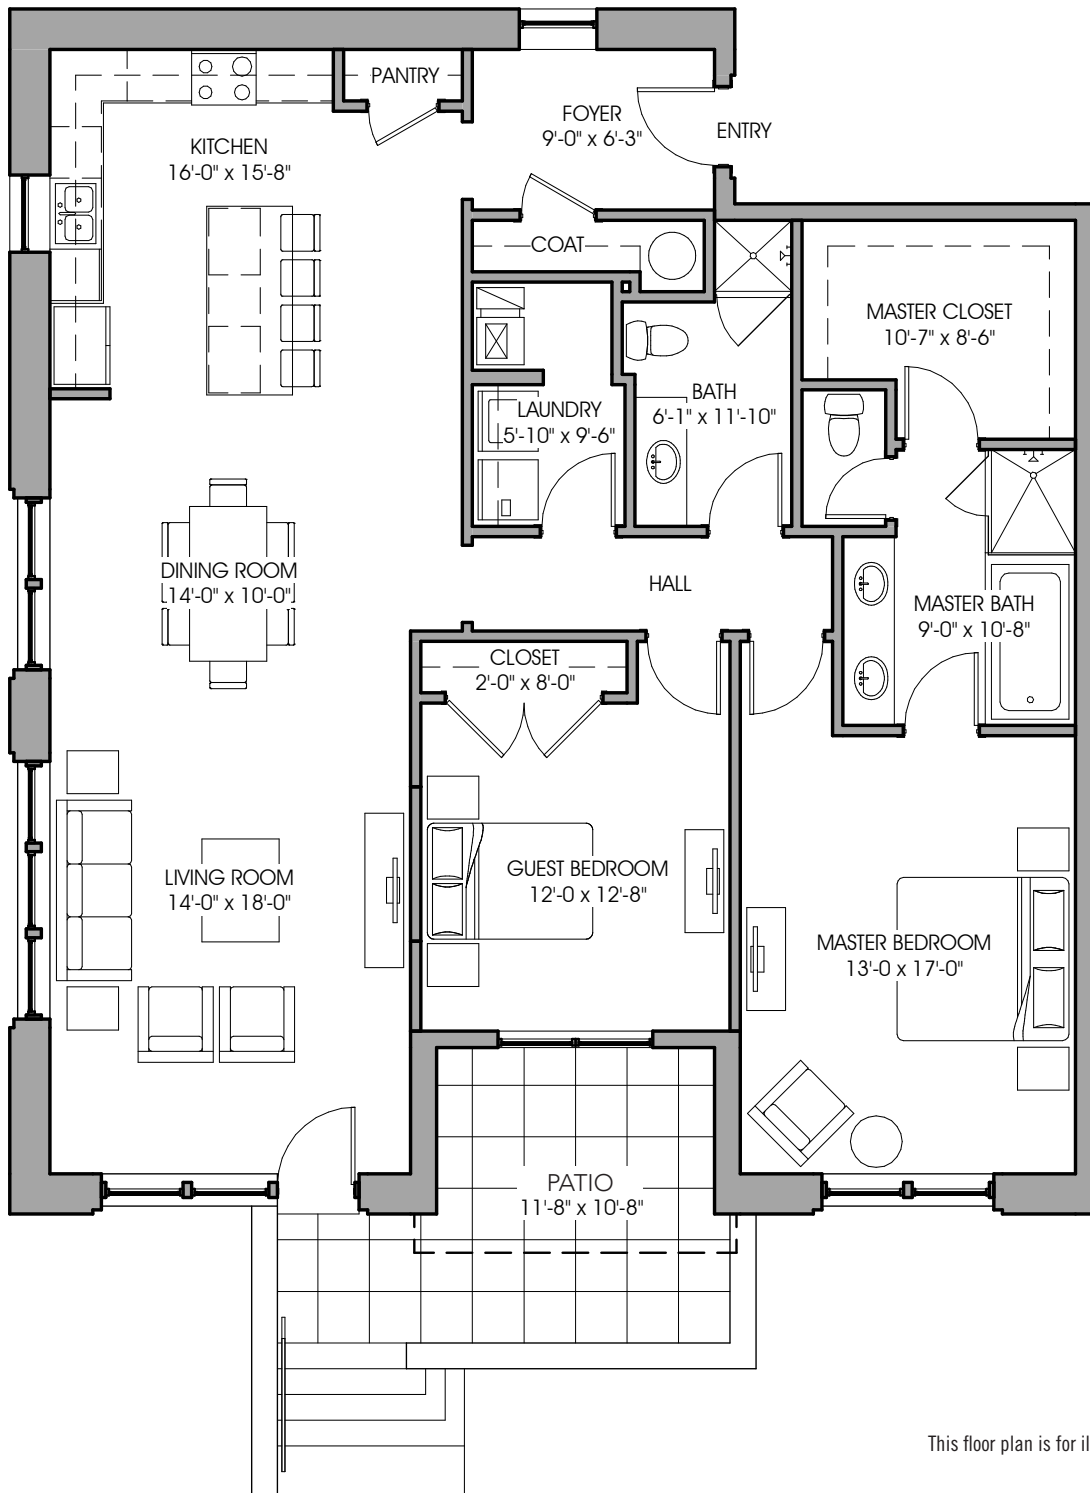 PANTRY
FOYER
9'-0" x 6'-3"
ENTRY
KITCHEN
16'-0" x 15'-8"
COAT
MASTER CLOSET
10'-7" x 8'-6"
BATH
6'-1" x 11'-10"
LAUNDRY
5'-10" x 9'-6"
DINING ROOM
14'-0" x 10'-0"
HALL
MASTER BATH
9'-0" x 10'-8"
CLOSET
2'-0" x 8'-0"
LIVING ROOM
14'-0" x 18'-0"
GUEST BEDROOM
12'-0 x 12'-8"
MASTER BEDROOM
13'-0 x 17'-0"
PATIO
11'-8" x 10'-8"
This floor plan is for il